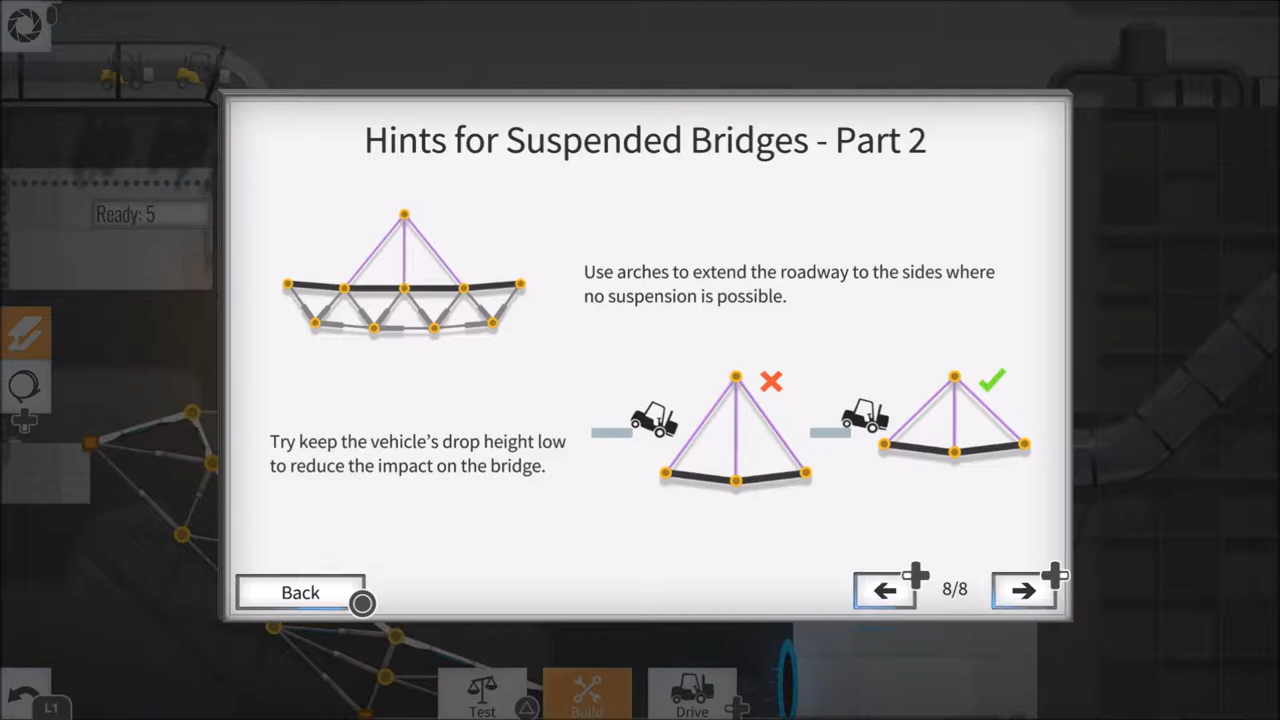 Hints for Suspended Bridges - Part 2
Ready: 5
Use arches to extend the roadway to the sides where
no suspension is possible.
Try keep the vehicle's drop height low
to reduce the impact on the bridge.
Back
8/8
L1
Test
Build
Drive